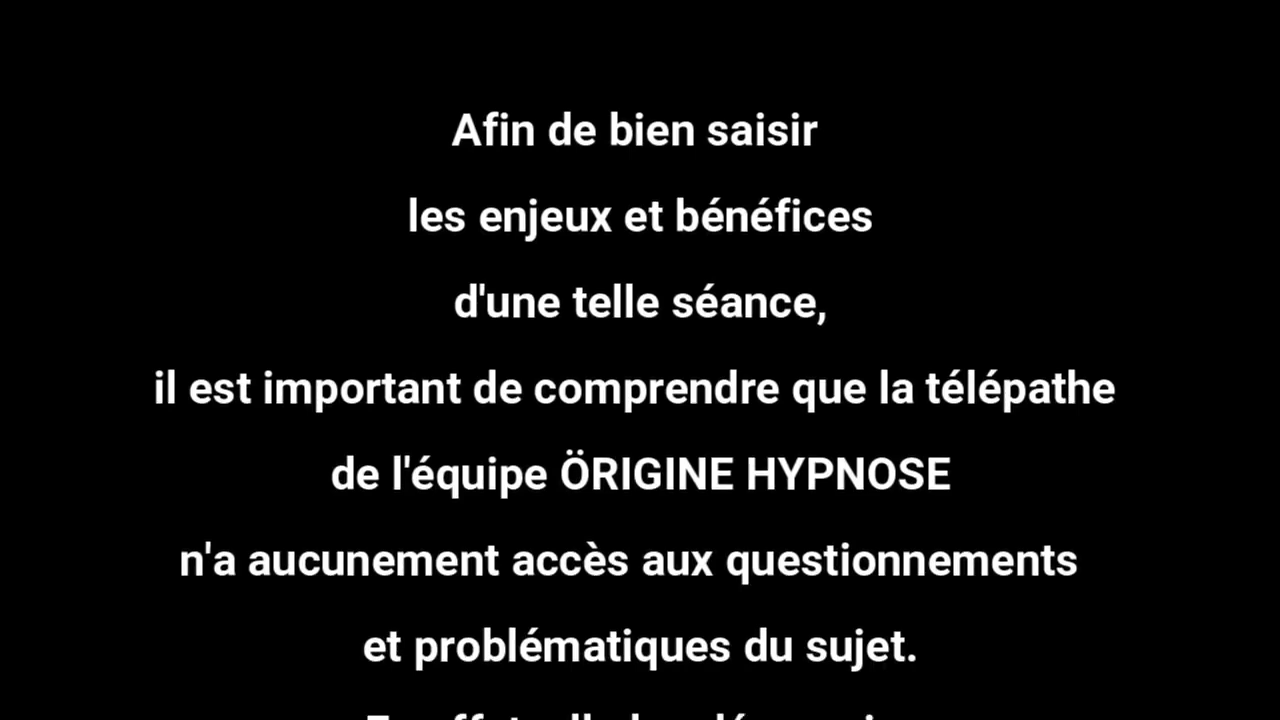 Afin de bien saisir
les enjeux et bénéfices
d'une telle séance,
il est important de comprendre que la télépathe
de l'équipe ÖRIGINE HYPNOSE
n'a aucunement accès aux questionnements
et problématiques du sujet.